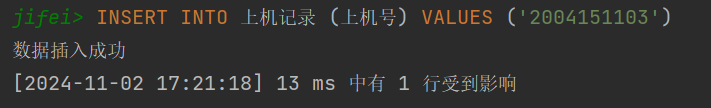 jifei> INSERT INTO 上机记录 (上机号) VALUES ('2004151103')
数据插入成功
[2024-11-02 17:21:18] 13 ms 中有 1 行受到影响